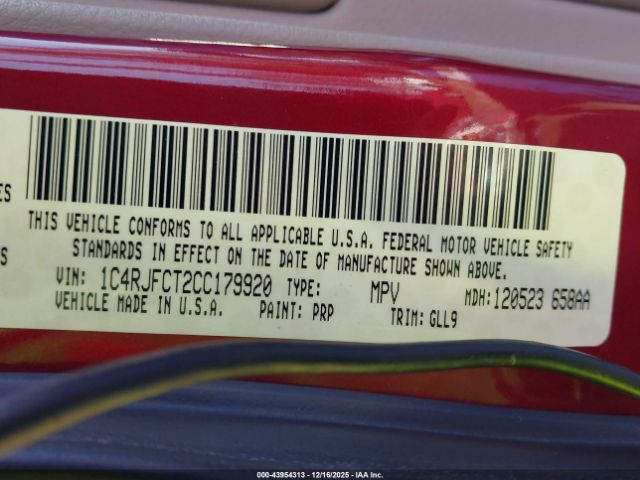 ES
THIS VEHICLE CONFORMS TO ALL APPLICABLE U.S.A. FEDERAL MOTOR VEHICLE SAFETY
STANDARDS IN EFFECT ON THE DATE OF MANUFACTURE SHOWN ABOVE.
S
VIN: 1C4RJFCT2CC179920 TYPE: MPV MDH:120523 658AA
VEHICLE MADE IN U.S.A. PAINT: PRP TRIM:GLL9
000-43954313 - 12/16/2025 - IAA Inc.